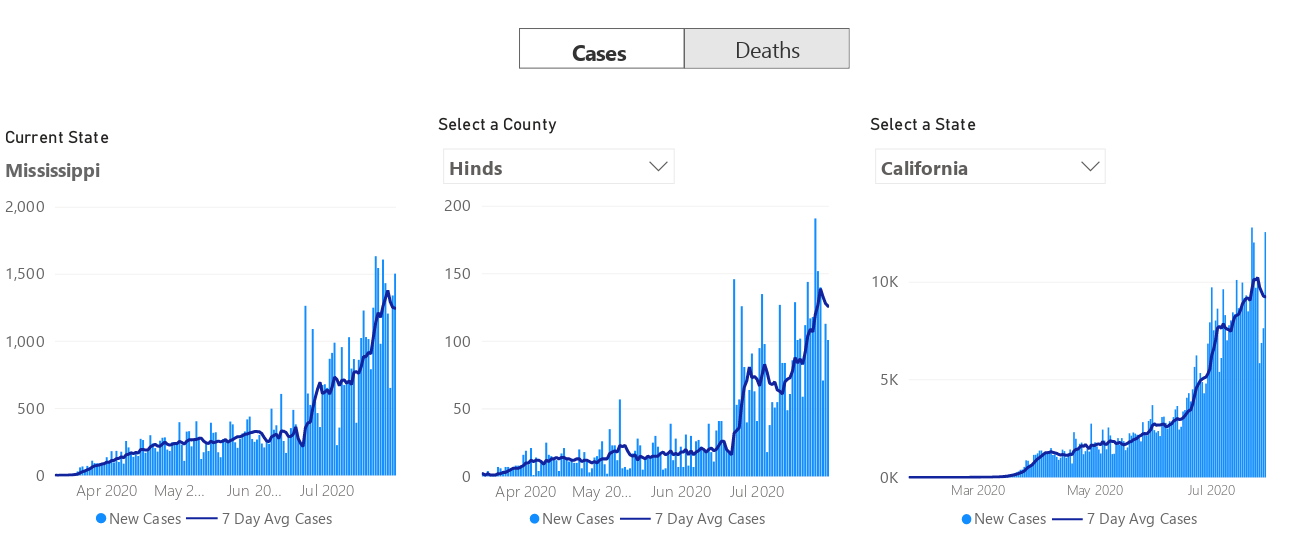 Cases Deaths
Current State
Mississippi
2,000
1,500
1,000
500
0
Apr 2020 May 2... Jun 20... Jul 2020
New Cases 7 Day Avg Cases
Select a County
Hinds
200
150
100
50
0
Apr 2020 May 20... Jun 2020 Jul 2020
New Cases 7 Day Avg Cases
Select a State
California
10K
5K
0K
Mar 2020 May 2020 Jul 2020
New Cases 7 Day Avg Cases